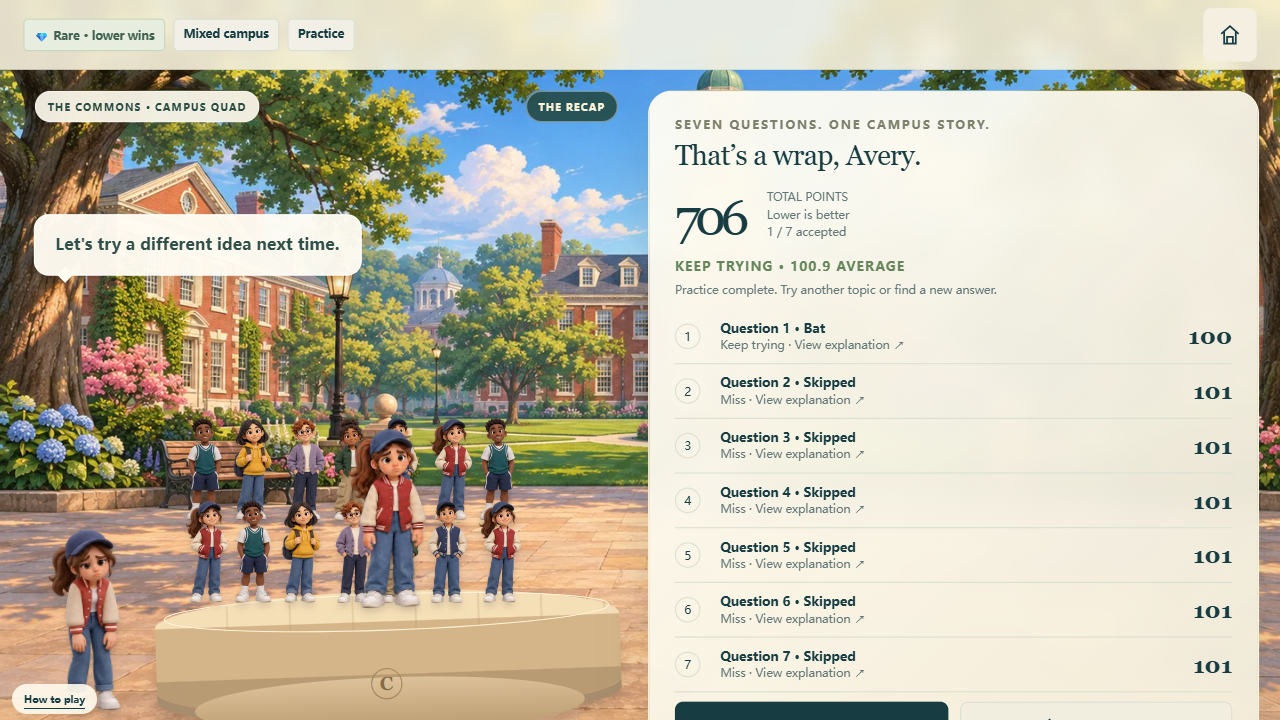 Rare • lower wins
Mixed campus
Practice
THE COMMONS • CAMPUS QUAD
THE RECAP
Let's try a different idea next time.
C
How to play
SEVEN QUESTIONS. ONE CAMPUS STORY.
That’s a wrap, Avery.
706
TOTAL POINTS
Lower is better
1 / 7 accepted
KEEP TRYING • 100.9 AVERAGE
Practice complete. Try another topic or find a new answer.
1
Question 1 • Bat
Keep trying · View explanation ↗
100
2
Question 2 • Skipped
Miss · View explanation ↗
101
3
Question 3 • Skipped
Miss · View explanation ↗
101
4
Question 4 • Skipped
Miss · View explanation ↗
101
5
Question 5 • Skipped
Miss · View explanation ↗
101
6
Question 6 • Skipped
Miss · View explanation ↗
101
7
Question 7 • Skipped
Miss · View explanation ↗
101